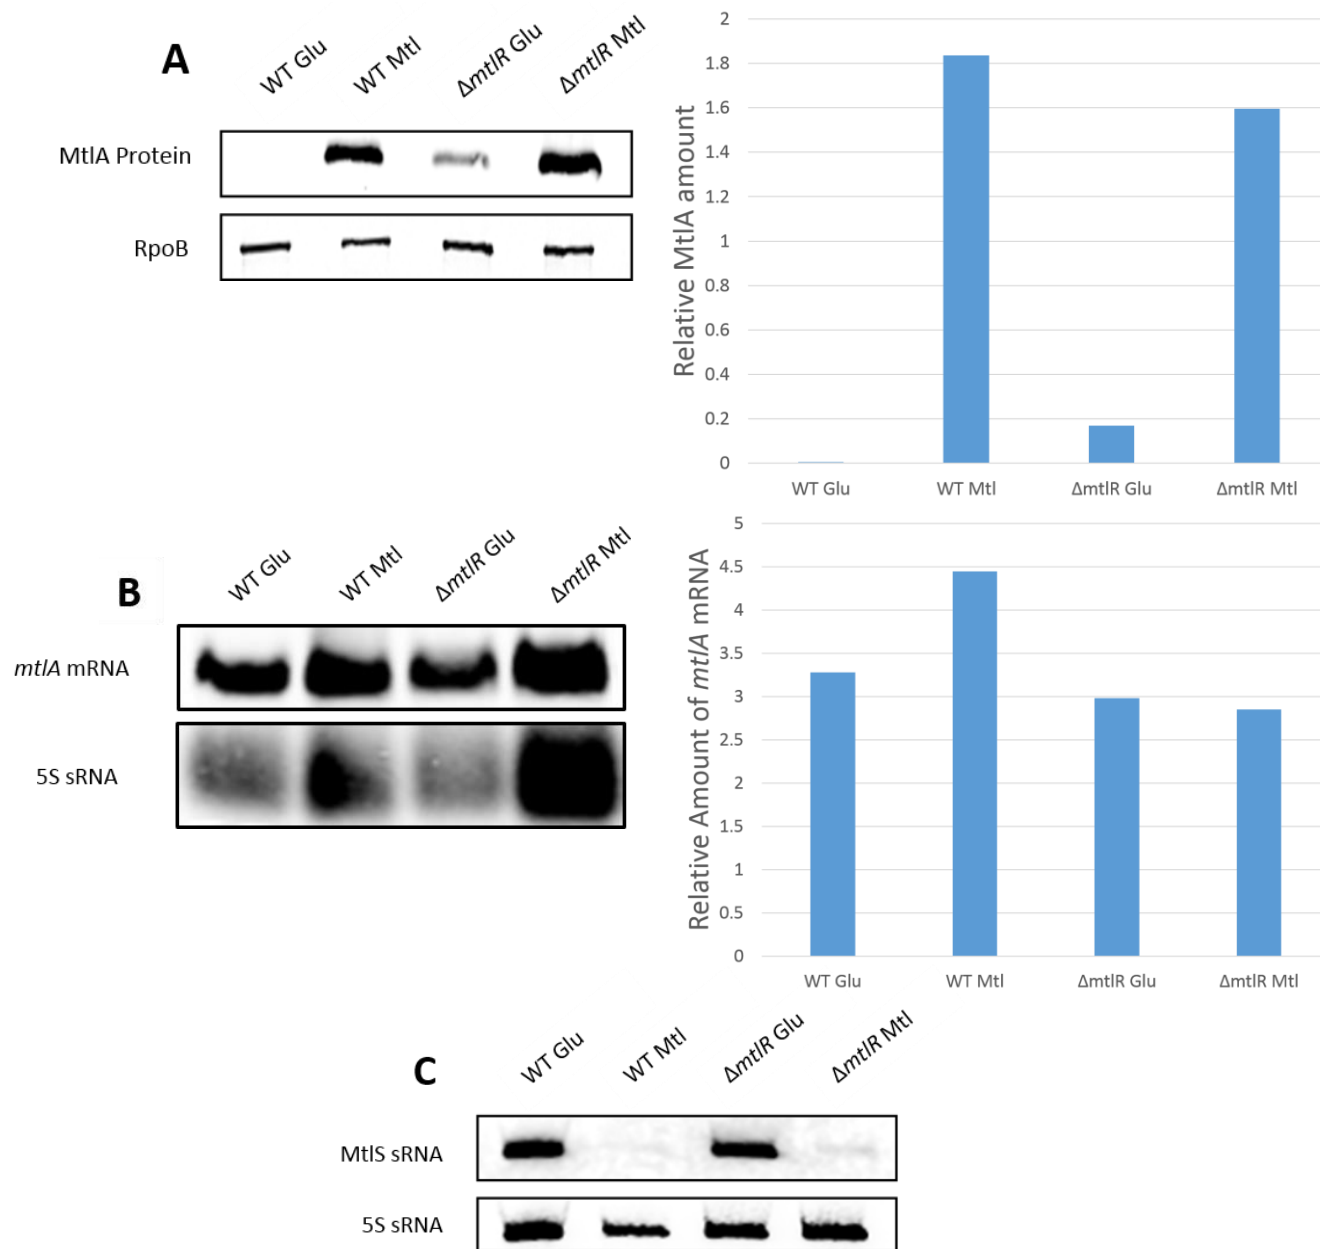 A
WT Glu
WT Mtl
ΔmtlR Glu
ΔmtlR Mtl
MtlA Protein
RpoB
Relative MtlA amount
2
1.8
1.6
1.4
1.2
1
0.8
0.6
0.4
0.2
0
WT Glu
WT Mtl
ΔmtlR Glu
ΔmtlR Mtl
B
WT Glu
WT Mtl
ΔmtlR Glu
ΔmtlR Mtl
mtlA mRNA
5S sRNA
Relative Amount of mtlA mRNA
5
4.5
4
3.5
3
2.5
2
1.5
1
0.5
0
WT Glu
WT Mtl
ΔmtlR Glu
ΔmtlR Mtl
C
WT Glu
WT Mtl
ΔmtlR Glu
ΔmtlR Mtl
MtlS sRNA
5S sRNA